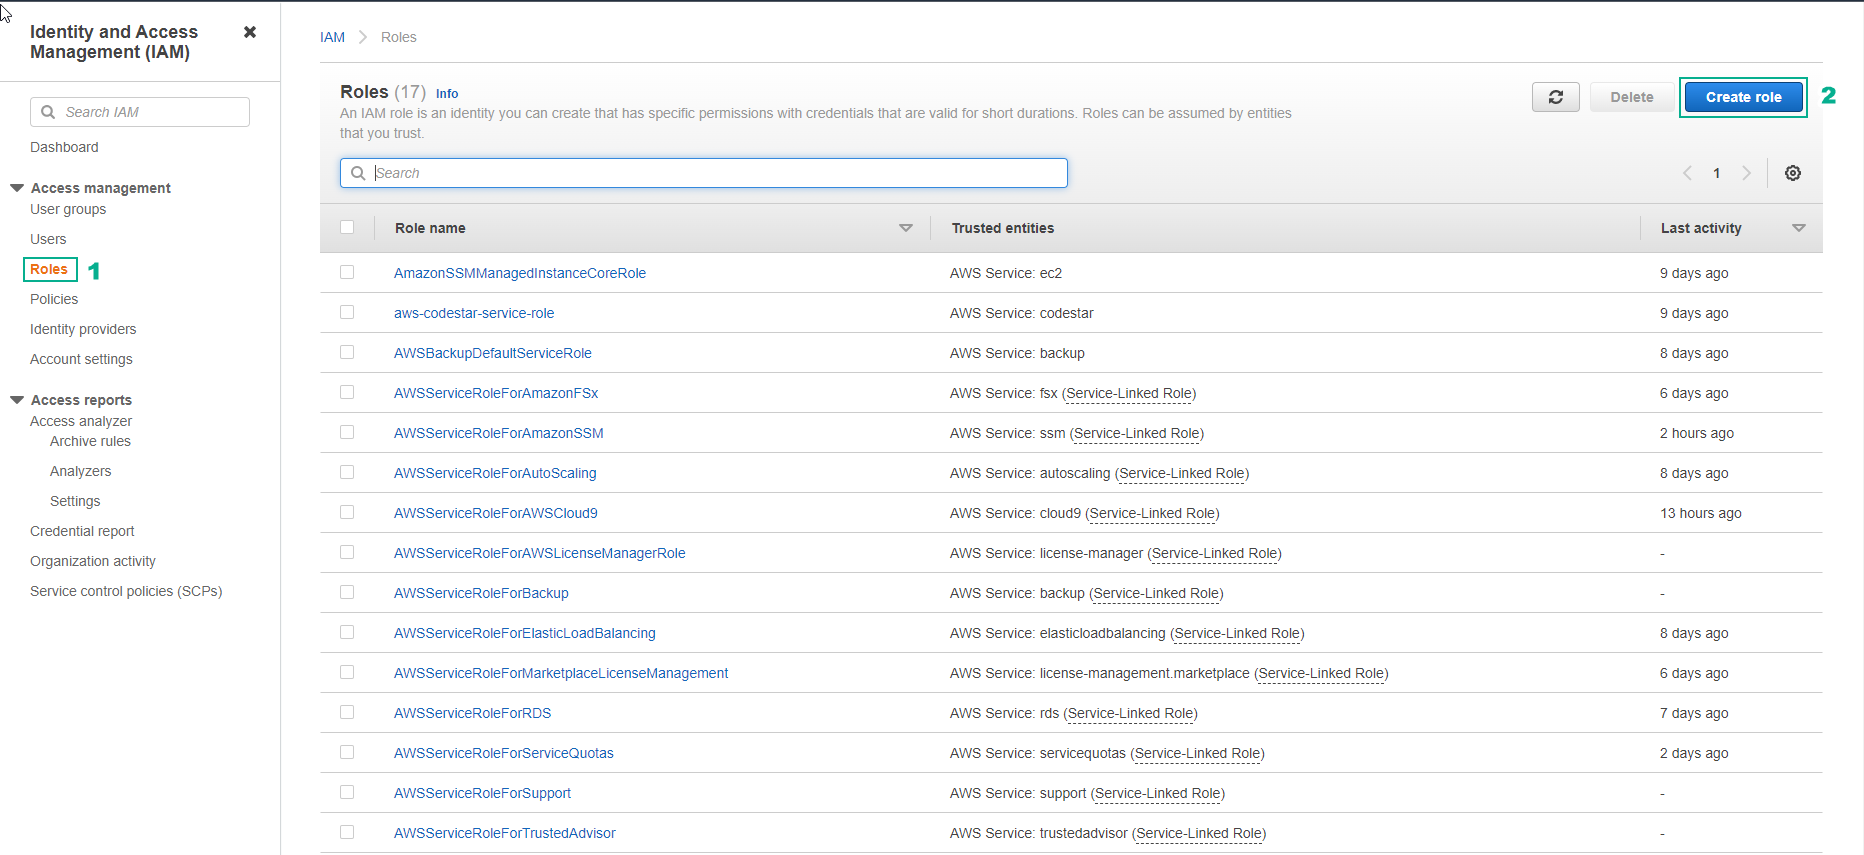 Identity and Access
Management (IAM)
Search IAM
Dashboard
Access management
User groups
Users
Roles 1
Policies
Identity providers
Account settings
Access reports
Access analyzer
Archive rules
Analyzers
Settings
Credential report
Organization activity
Service control policies (SCPs)
IAM > Roles
Roles (17) Info
An IAM role is an identity you can create that has specific permissions with credentials that are valid for short durations. Roles can be assumed by entities
that you trust.
Delete
Create role 2
Search
1
Role name Trusted entities Last activity
AmazonSSMManagedInstanceCoreRole AWS Service: ec2 9 days ago
aws-codestar-service-role AWS Service: codestar 9 days ago
AWSBackupDefaultServiceRole AWS Service: backup 8 days ago
AWSServiceRoleForAmazonFSx AWS Service: fsx (Service-Linked Role) 6 days ago
AWSServiceRoleForAmazonSSM AWS Service: ssm (Service-Linked Role) 2 hours ago
AWSServiceRoleForAutoScaling AWS Service: autoscaling (Service-Linked Role) 8 days ago
AWSServiceRoleForAWSCloud9 AWS Service: cloud9 (Service-Linked Role) 13 hours ago
AWSServiceRoleForAWSLicenseManagerRole AWS Service: license-manager (Service-Linked Role) -
AWSServiceRoleForBackup AWS Service: backup (Service-Linked Role) -
AWSServiceRoleForElasticLoadBalancing AWS Service: elasticloadbalancing (Service-Linked Role) 8 days ago
AWSServiceRoleForMarketplaceLicenseManagement AWS Service: license-management.marketplace (Service-Linked Role) 6 days ago
AWSServiceRoleForRDS AWS Service: rds (Service-Linked Role) 7 days ago
AWSServiceRoleForServiceQuotas AWS Service: servicequotas (Service-Linked Role) 2 days ago
AWSServiceRoleForSupport AWS Service: support (Service-Linked Role) -
AWSServiceRoleForTrustedAdvisor AWS Service: trustedadvisor (Service-Linked Role) -